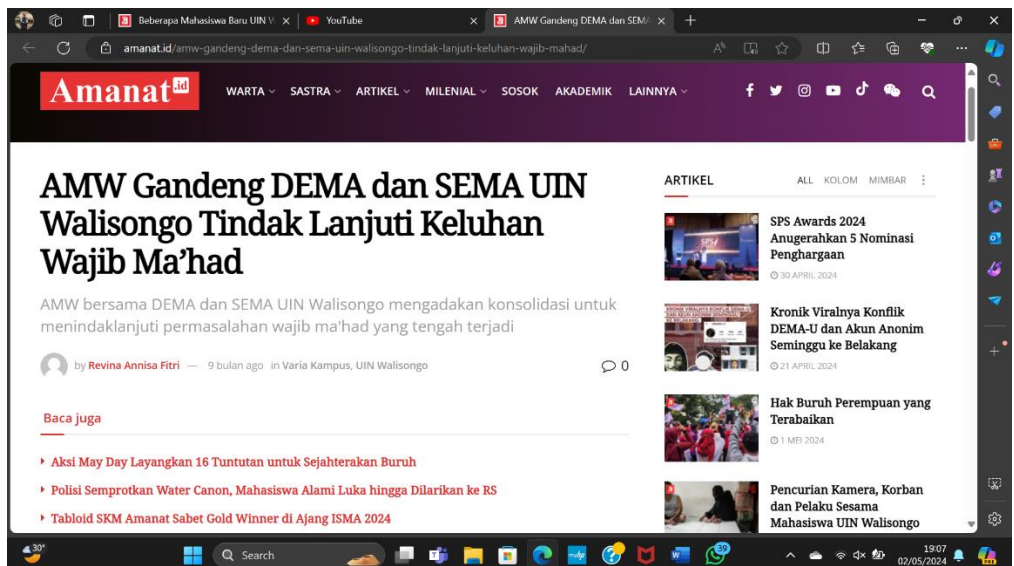 Beberapa Mahasiswa Baru UIN W
YouTube
AMW Gandeng DEMA dan SEMA
amanat.id/amw-gandeng-dema-dan-sema-uin-walisongo-tindak-lanjuti-keluhan-wajib-mahad/
Amanat.id
WARTA SASTRA ARTIKEL MILENIAL SOSOK AKADEMIK LAINNYA
AMW Gandeng DEMA dan SEMA UIN
Walisongo Tindak Lanjuti Keluhan
Wajib Ma’had
AMW bersama DEMA dan SEMA UIN Walisongo mengadakan konsolidasi untuk
menindaklanjuti permasalahan wajib ma'had yang tengah terjadi
by Revina Annisa Fitri — 9 bulan ago in Varia Kampus, UIN Walisongo
0
Baca juga
Aksi May Day Layangkan 16 Tuntutan untuk Sejahterakan Buruh
Polisi Semprotkan Water Canon, Mahasiswa Alami Luka hingga Dilarikan ke RS
Tabloid SKM Amanat Sabet Gold Winner di Ajang ISMA 2024
ARTIKEL ALL KOLOM MIMBAR
SPS Awards 2024
Anugerahkan 5 Nominasi
Penghargaan
30 APRIL 2024
Kronik Viralnya Konflik
DEMA-U dan Akun Anonim
Seminggu ke Belakang
21 APRIL 2024
Hak Buruh Perempuan yang
Terabaikan
1 MEI 2024
Pencurian Kamera, Korban
dan Pelaku Sesama
Mahasiswa UIN Walisongo
30°
Search
39
19:07
02/05/2024